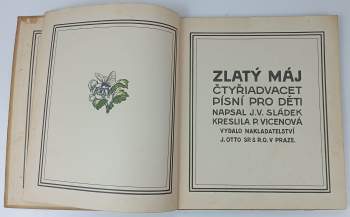 ZLATÝ MÁJ
ČTYŘIADVACET
PÍSNÍ PRO DĚTI
NAPSAL J.V. SLÁDEK
KRESLILA P. VICENOVÁ
VYDALO NAKLADATELSTVÍ
J. OTTO SP. S R.O. V PRAZE.